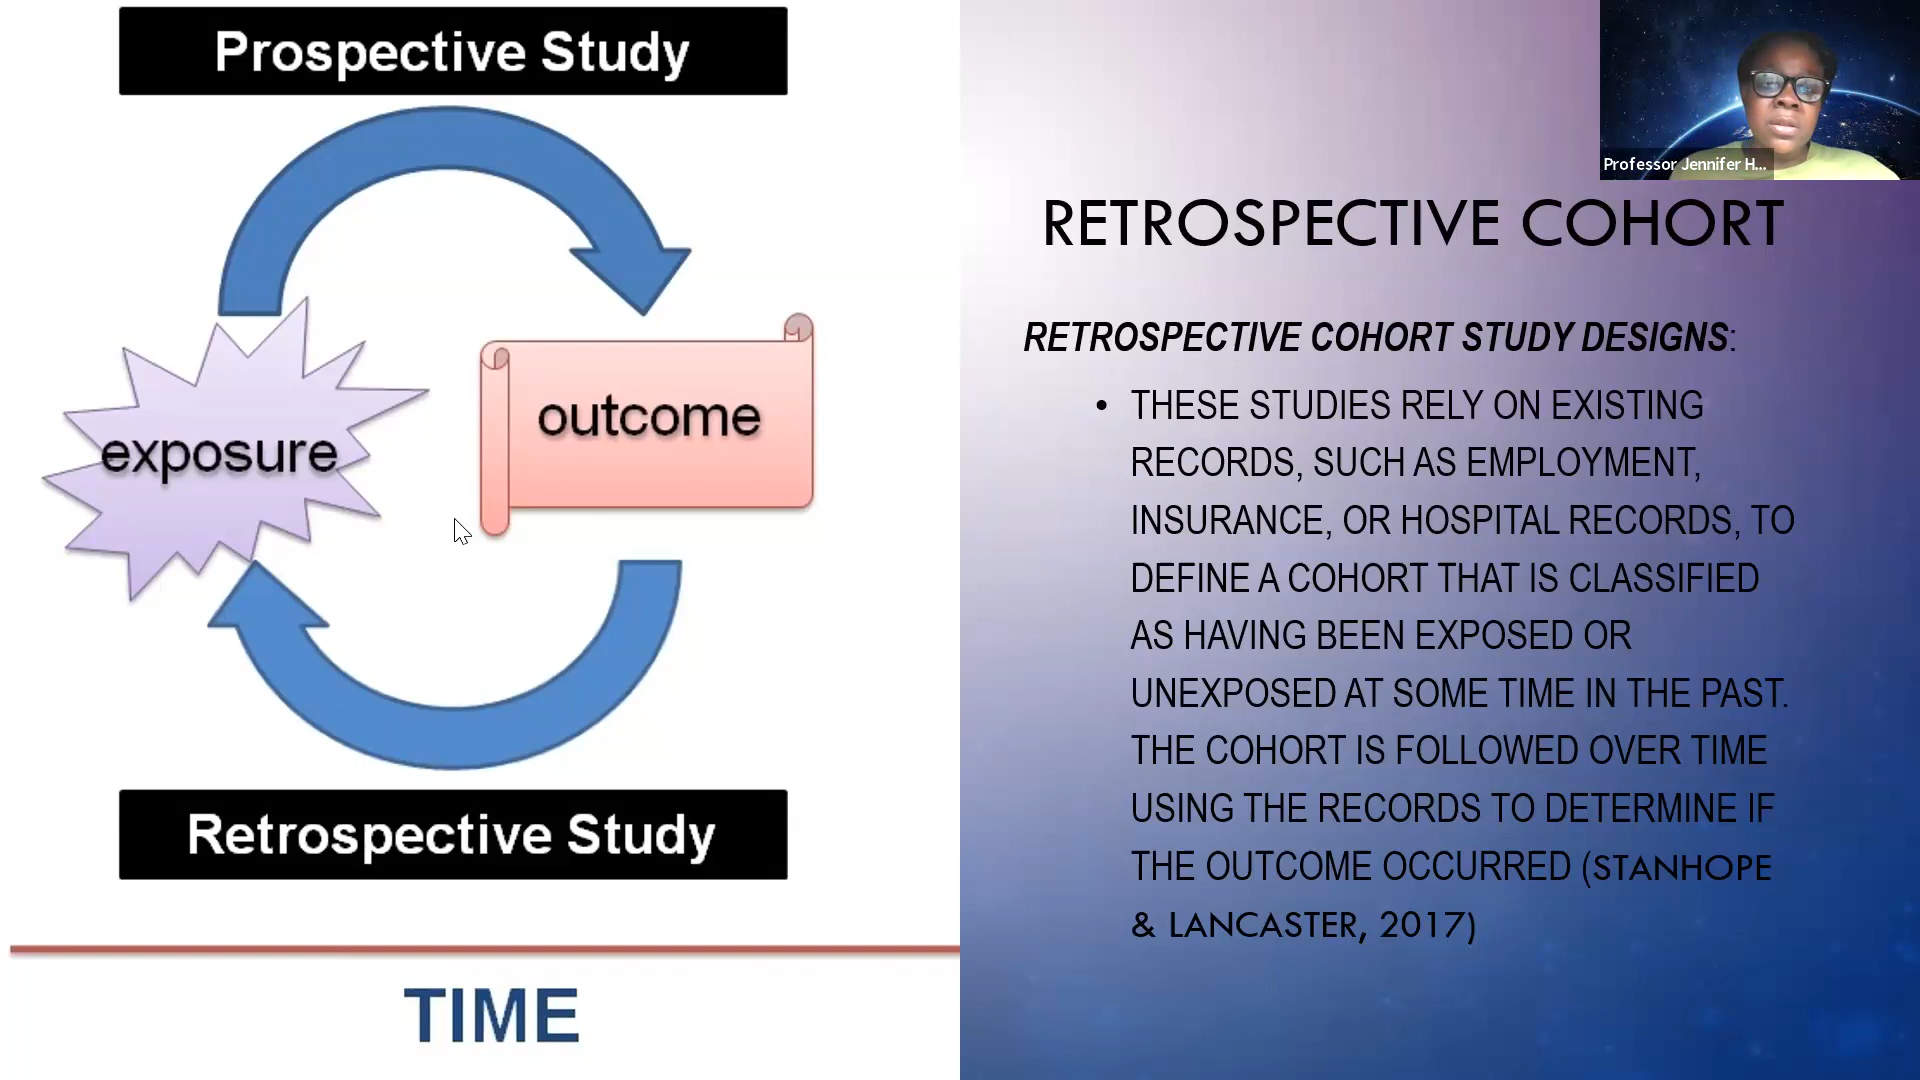 Prospective Study
exposure
outcome
Retrospective Study
TIME
Professor Jennifer H...
RETROSPECTIVE COHORT
RETROSPECTIVE COHORT STUDY DESIGNS:
• THESE STUDIES RELY ON EXISTING
RECORDS, SUCH AS EMPLOYMENT,
INSURANCE, OR HOSPITAL RECORDS, TO
DEFINE A COHORT THAT IS CLASSIFIED
AS HAVING BEEN EXPOSED OR
UNEXPOSED AT SOME TIME IN THE PAST.
THE COHORT IS FOLLOWED OVER TIME
USING THE RECORDS TO DETERMINE IF
THE OUTCOME OCCURRED (STANHOPE
& LANCASTER, 2017)